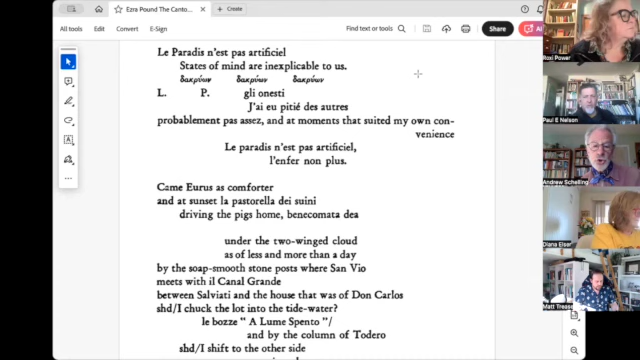 Ezra Pound The Canto...
+ Create
All tools
Edit
Convert
E-Sign
Find text or tools
Share
AI
Le Paradis n'est pas artificiel
States of mind are inexplicable to us.
δακρύων δακρύων δακρύων
L. P. gli onesti
J'ai eu pitié des autres
probablement pas assez, and at moments that suited my own con-
venience
Le paradis n'est pas artificiel,
l'enfer non plus.
Came Eurus as comforter
and at sunset la pastorella dei suini
driving the pigs home, benecomata dea
under the two-winged cloud
as of less and more than a day
by the soap-smooth stone posts where San Vio
meets with il Canal Grande
between Salviati and the house that was of Don Carlos
shd/I chuck the lot into the tide-water?
le bozze " A Lume Spento "/
and by the column of Todero
shd/I shift to the other side
Roxi Power
Paul E Nelson
Andrew Schelling
Diana Elser
Matt Trease